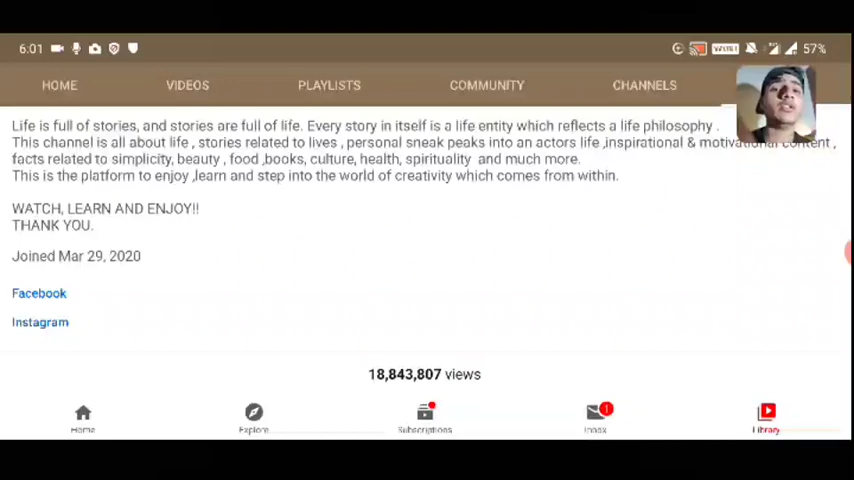 6:01 57%
HOME VIDEOS PLAYLISTS COMMUNITY CHANNELS
Life is full of stories, and stories are full of life. Every story in itself is a life entity which reflects a life philosophy .
This channel is all about life , stories related to lives , personal sneak peaks into an actors life ,inspirational & motivational content ,
facts related to simplicity, beauty , food ,books, culture, health, spirituality and much more.
This is the platform to enjoy ,learn and step into the world of creativity which comes from within.
WATCH, LEARN AND ENJOY!!
THANK YOU.
Joined Mar 29, 2020
Facebook
Instagram
18,843,807 views
1
Home Explore Subscriptions Inbox Library